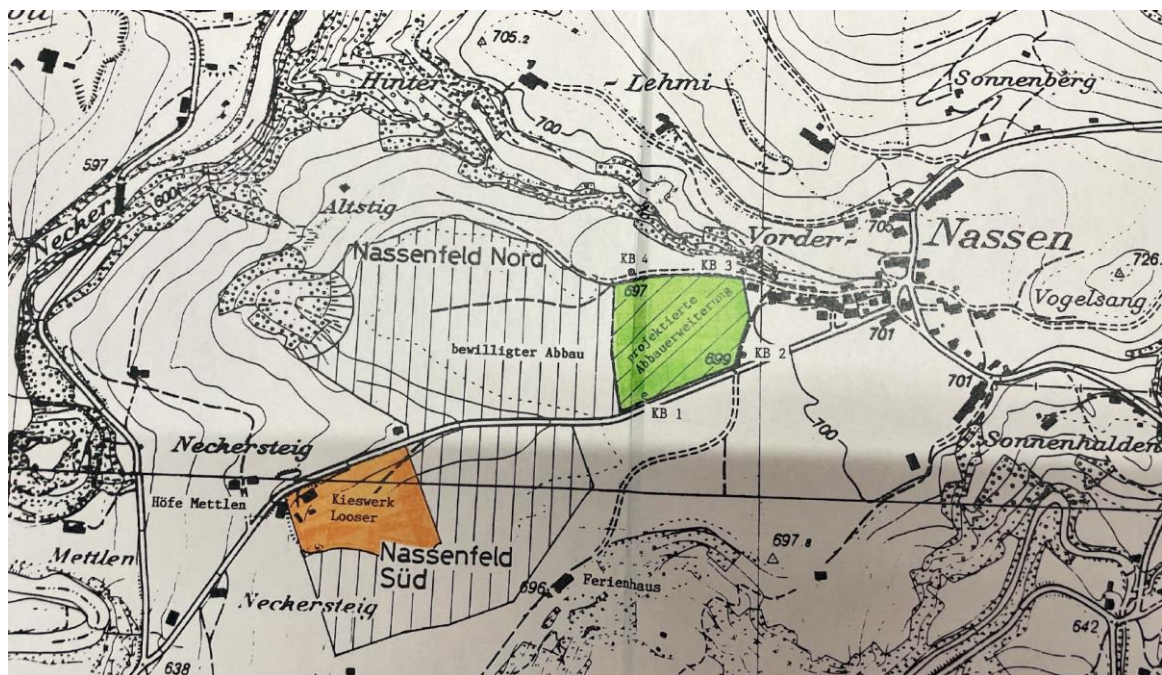 705.2
Hinter
- Lehmi
Sonnenberg
700
597
600
Necker
Altstig
705
Vorder-
Nassen
726.
Nassenfeld Nord
KB 4
KB 3
697
Vogelsang
projektierte
Abbauerweiterung
bewilligter Abbau
699
KB 2
701
KB 1
701
700
Neckersteig
Sonnenhalden
Höfe Mettlen
Kieswerk
Looser
Mettlen
Nassenfeld
Süd
697.8
696
Ferienhaus
Neckersteig
642
638